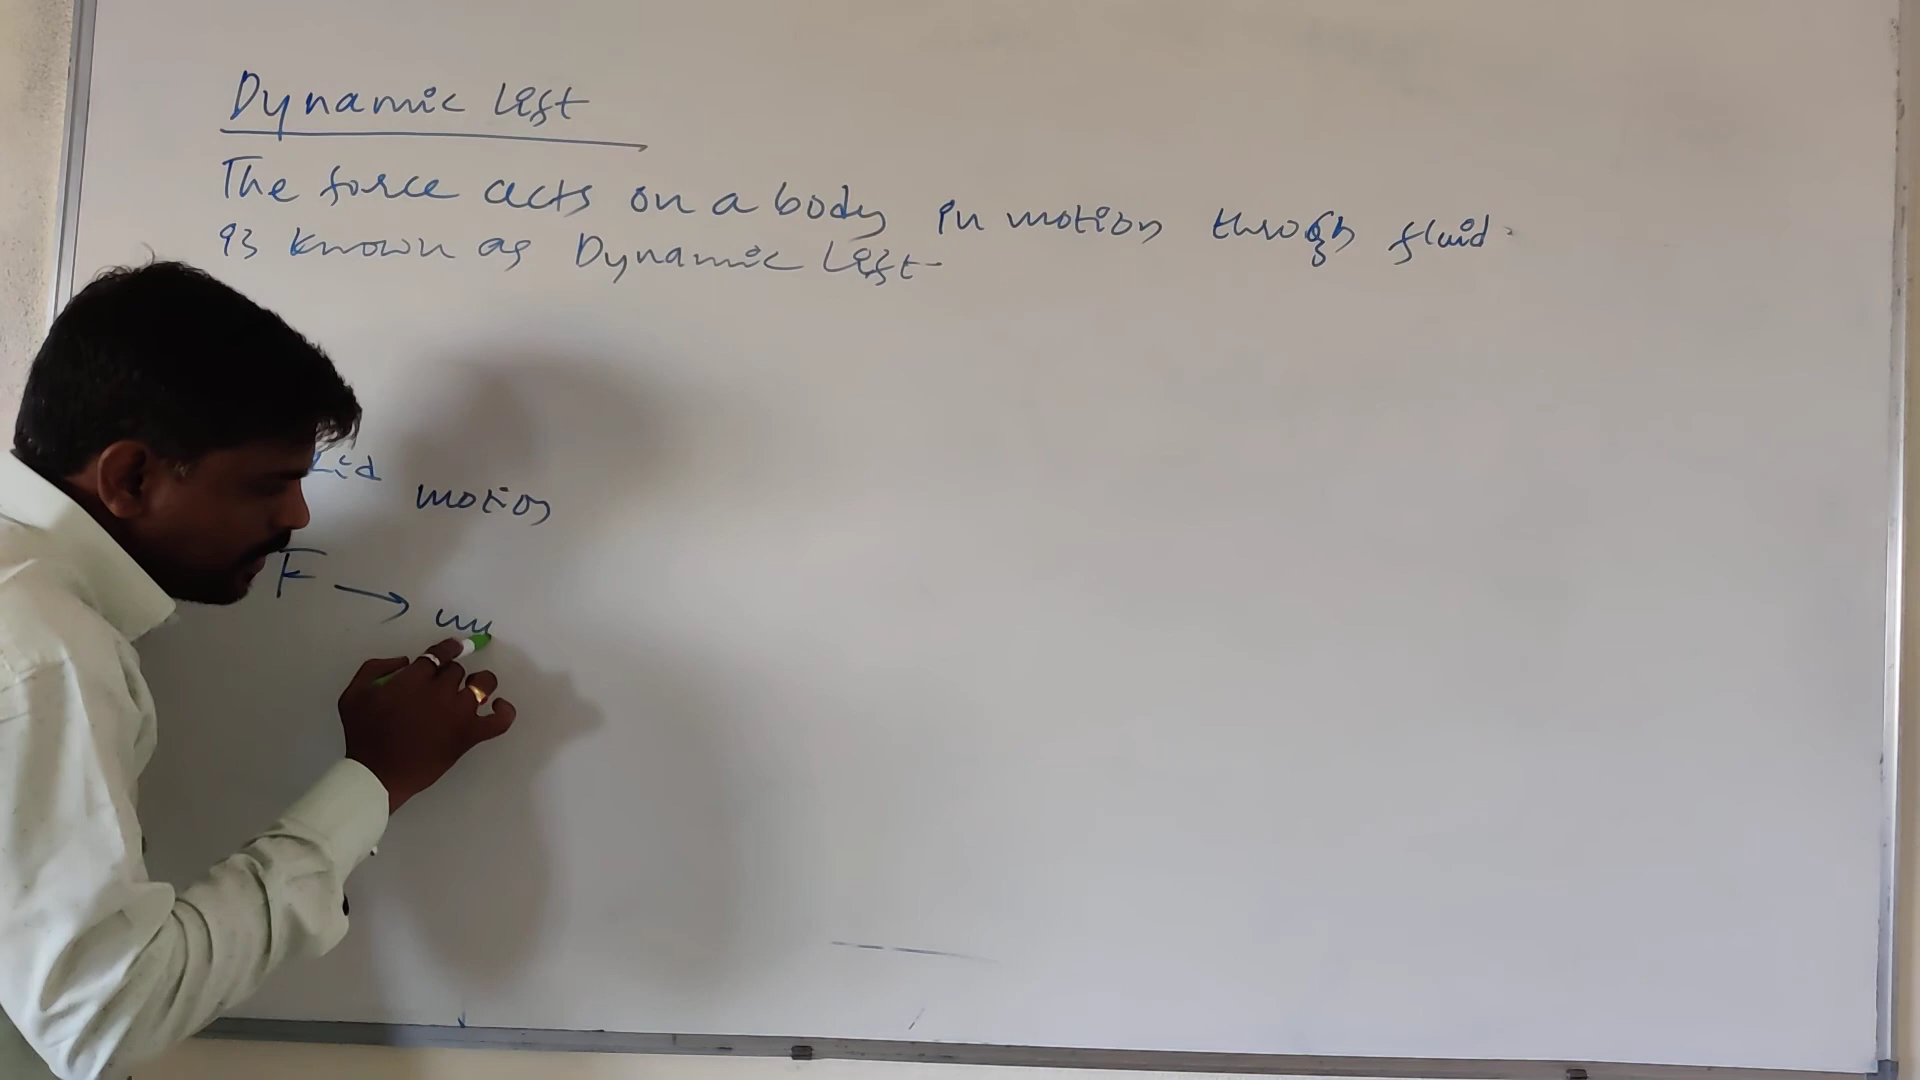 Dynamic Lift
The force acts on a body in motion through fluid.
is known as Dynamic Lift
motion
F →